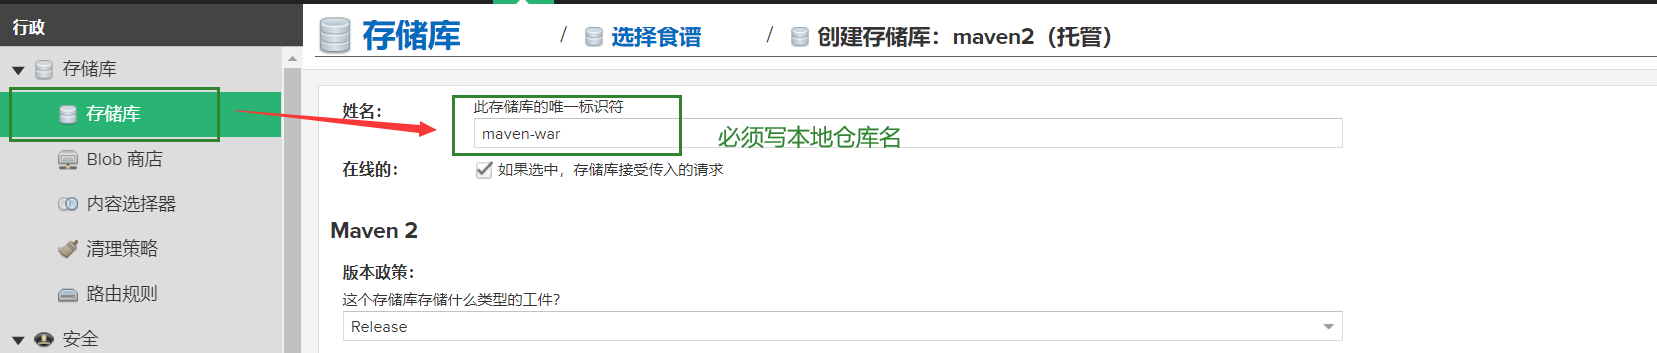 行政
存储库
存储库
Blob 商店
内容选择器
清理策略
路由规则
安全
存储库 / 选择食谱 / 创建存储库：maven2（托管）
姓名：
此存储库的唯一标识符
maven-war
必须写本地仓库名
在线的：
如果选中，存储库接受传入的请求
Maven 2
版本政策：
这个存储库存储什么类型的工件？
Release